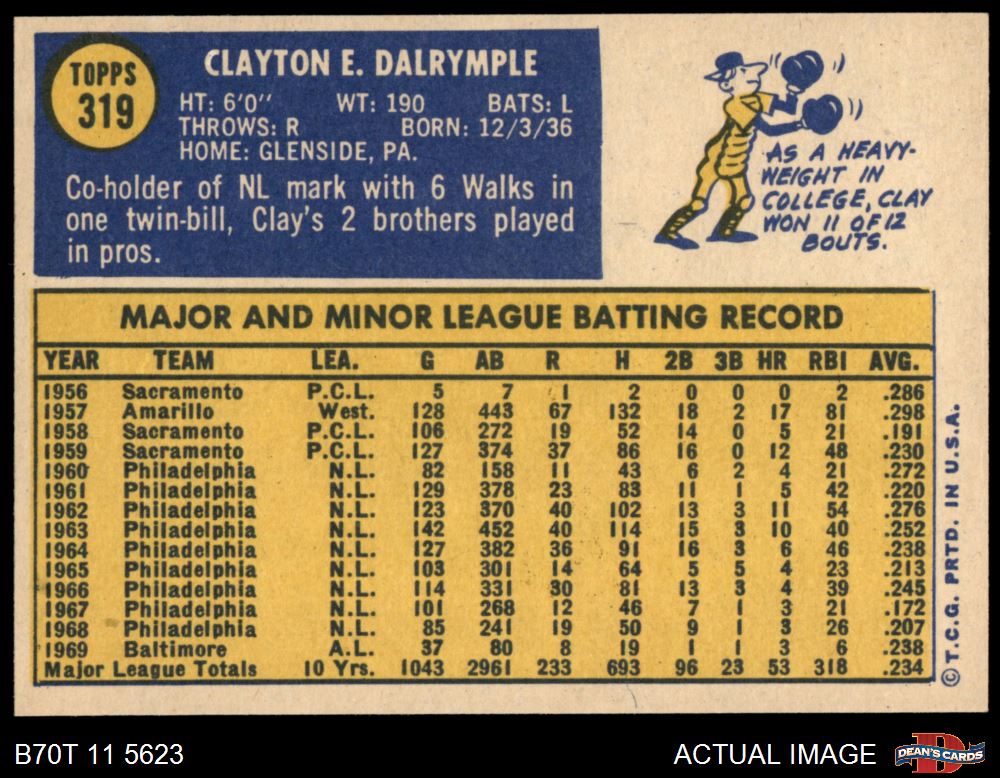 TOPPS
319
CLAYTON E. DALRYMPLE
HT: 6'0" WT: 190 BATS: L
THROWS: R BORN: 12/3/36
HOME: GLENSIDE, PA.
Co-holder of NL mark with 6 Walks in
one twin-bill, Clay's 2 brothers played
in pros.
AS A HEAVY-
WEIGHT IN
COLLEGE, CLAY
WON 11 OF 12
BOUTS.
MAJOR AND MINOR LEAGUE BATTING RECORD
YEAR TEAM LEA. G AB R H 2B 3B HR RBI AVG.
1956 Sacramento P.C.L. 5 7 1 2 0 0 0 2 .286
1957 Amarillo West. 128 443 67 132 18 2 17 81 .298
1958 Sacramento P.C.L. 106 272 19 52 14 0 5 21 .191
1959 Sacramento P.C.L. 127 374 37 86 16 0 12 48 .230
1960 Philadelphia N.L. 82 158 11 43 6 2 4 21 .272
1961 Philadelphia N.L. 129 378 23 83 11 1 5 42 .220
1962 Philadelphia N.L. 123 370 40 102 13 3 11 54 .276
1963 Philadelphia N.L. 142 452 40 114 15 3 10 40 .252
1964 Philadelphia N.L. 127 382 36 91 16 3 6 46 .238
1965 Philadelphia N.L. 103 301 14 64 5 5 4 23 .213
1966 Philadelphia N.L. 114 331 30 81 13 3 4 39 .245
1967 Philadelphia N.L. 101 268 12 46 7 1 3 21 .172
1968 Philadelphia N.L. 85 241 19 50 9 1 3 26 .207
1969 Baltimore A.L. 37 80 8 19 1 1 3 6 .238
Major League Totals 10 Yrs. 1043 2961 233 693 96 23 53 318 .234
© T.C.G. PRTD. IN U.S.A.
B70T 11 5623
ACTUAL IMAGE
DEAN'S CARDS